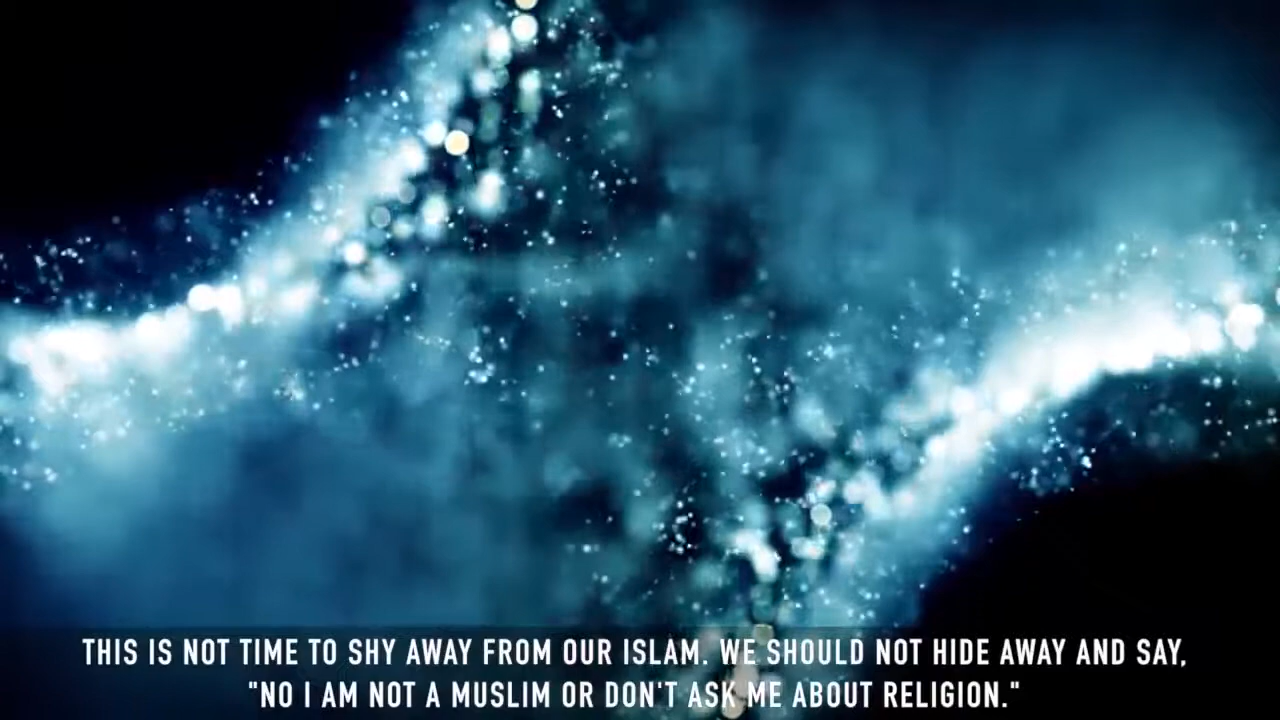 THIS IS NOT TIME TO SHY AWAY FROM OUR ISLAM. WE SHOULD NOT HIDE AWAY AND SAY,
"NO I AM NOT A MUSLIM OR DON'T ASK ME ABOUT RELIGION."